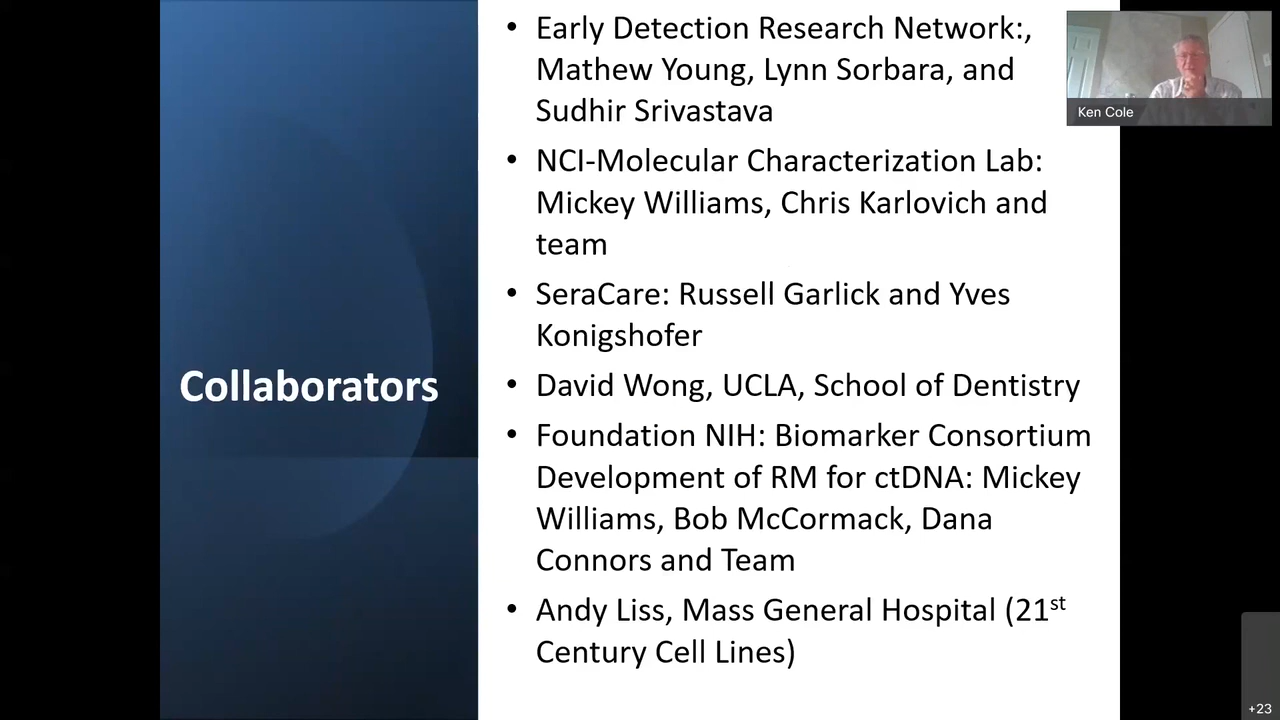 Collaborators
• Early Detection Research Network:,
Mathew Young, Lynn Sorbara, and
Sudhir Srivastava
• NCI-Molecular Characterization Lab:
Mickey Williams, Chris Karlovich and
team
• SeraCare: Russell Garlick and Yves
Konigshofer
• David Wong, UCLA, School of Dentistry
• Foundation NIH: Biomarker Consortium
Development of RM for ctDNA: Mickey
Williams, Bob McCormack, Dana
Connors and Team
• Andy Liss, Mass General Hospital (21st
Century Cell Lines)
Ken Cole
+23